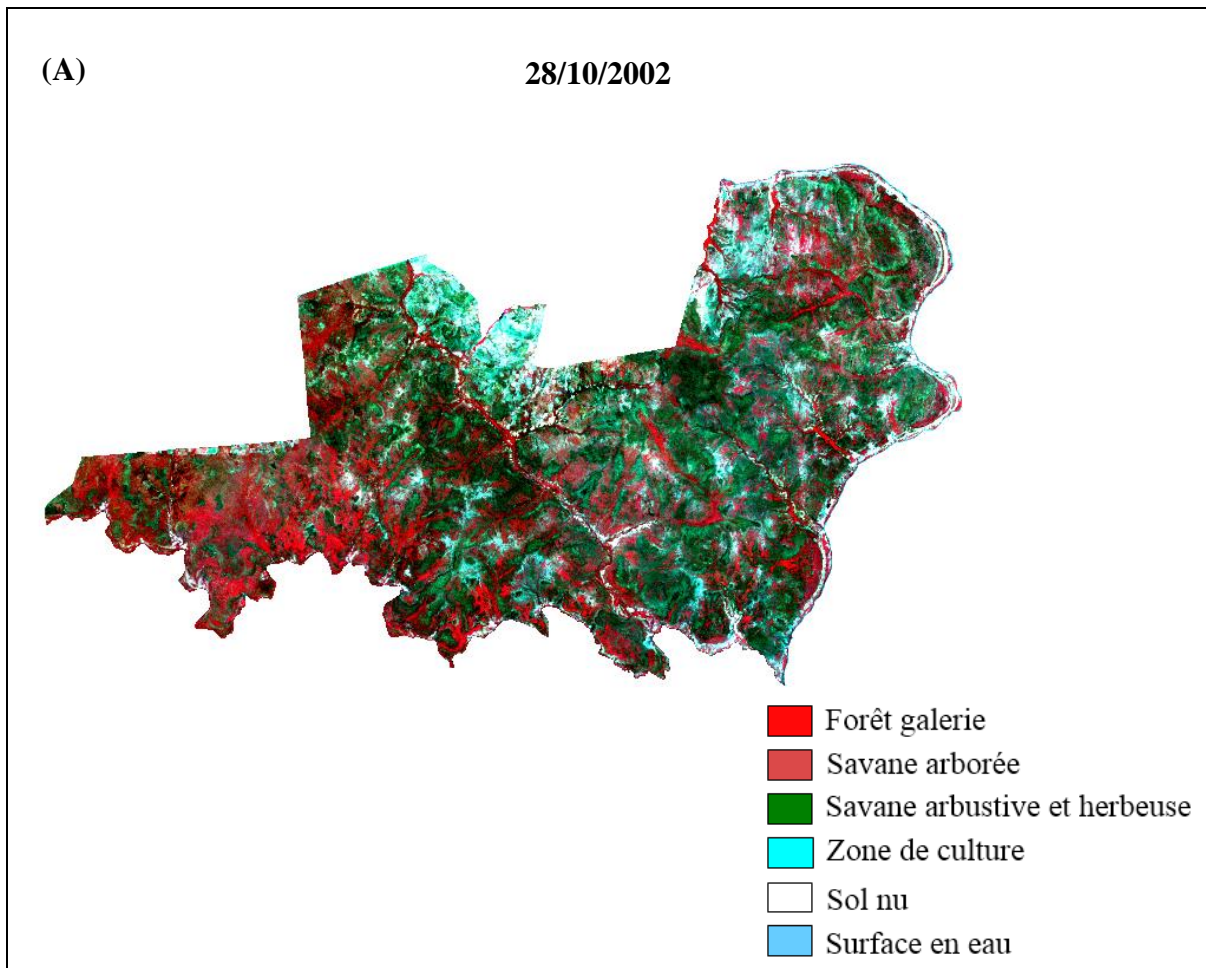 (A)
28/10/2002
Forêt galerie
Savane arborée
Savane arbustive et herbeuse
Zone de culture
Sol nu
Surface en eau